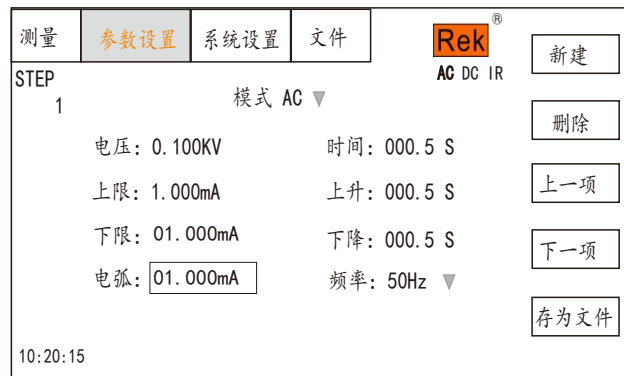 测量 参数设置 系统设置 文件 Rek® 新建
STEP AC DC IR
1 模式 AC ▼
删除
电压: 0.100KV 时间: 000.5 S
上限: 1.000mA 上升: 000.5 S 上一项
下限: 01.000mA 下降: 000.5 S 下一项
电弧: 01.000mA 频率: 50Hz ▼
存为文件
10:20:15